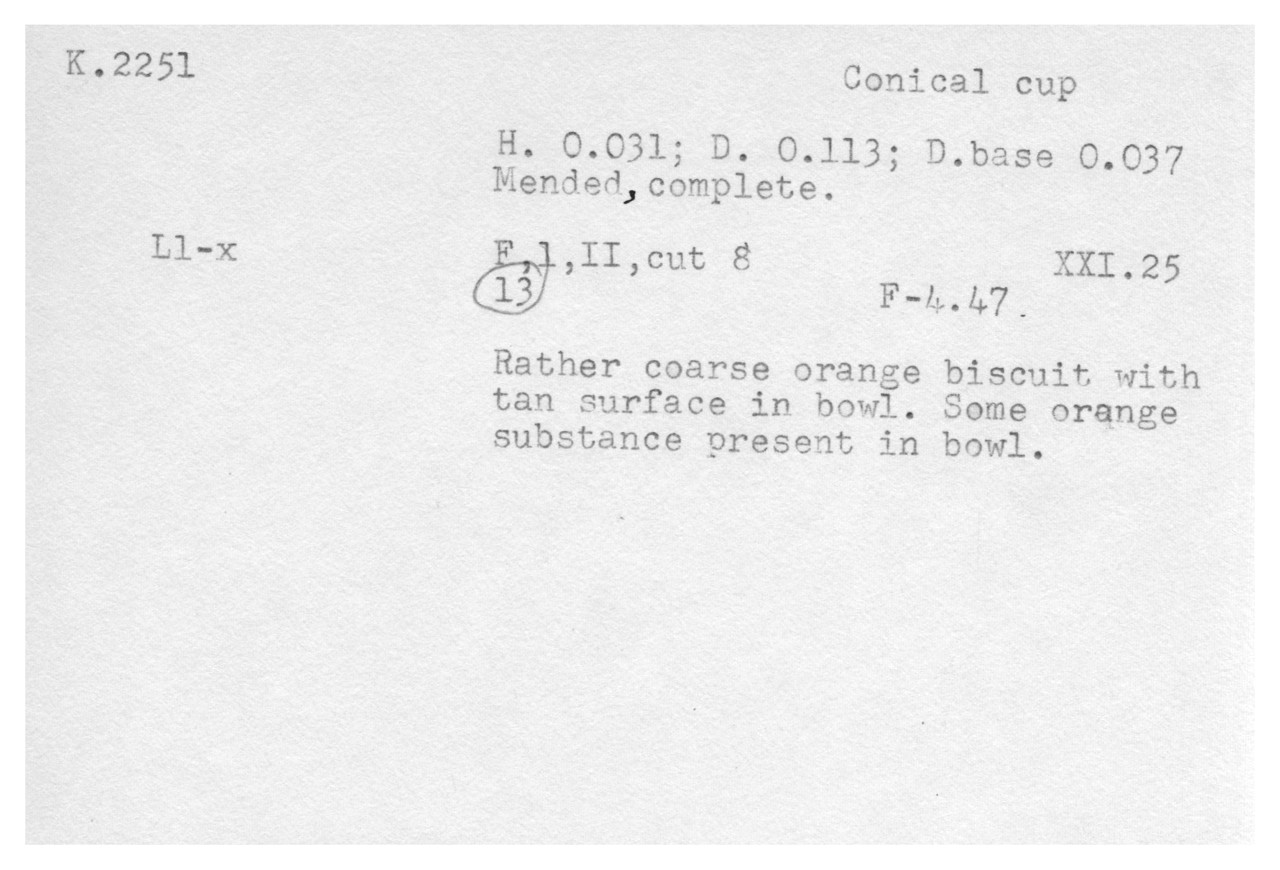 K.2251
Conical cup
H. 0.031; D. 0.113; D.base 0.037
Mended, complete.
L1-x
F,1,II,cut 8
XXI.25
13
F-4.47.
Rather coarse orange biscuit with
tan surface in bowl. Some orange
substance present in bowl.